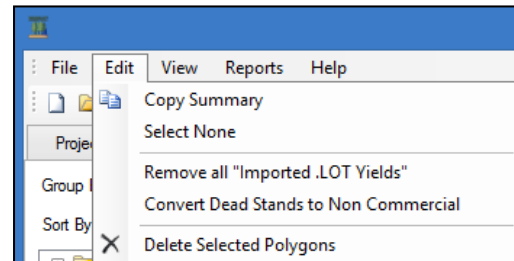 File Edit View Reports Help
Copy Summary
Select None
Proje
Remove all "Imported .LOT Yields"
Group
Convert Dead Stands to Non Commercial
Sort By
Delete Selected Polygons